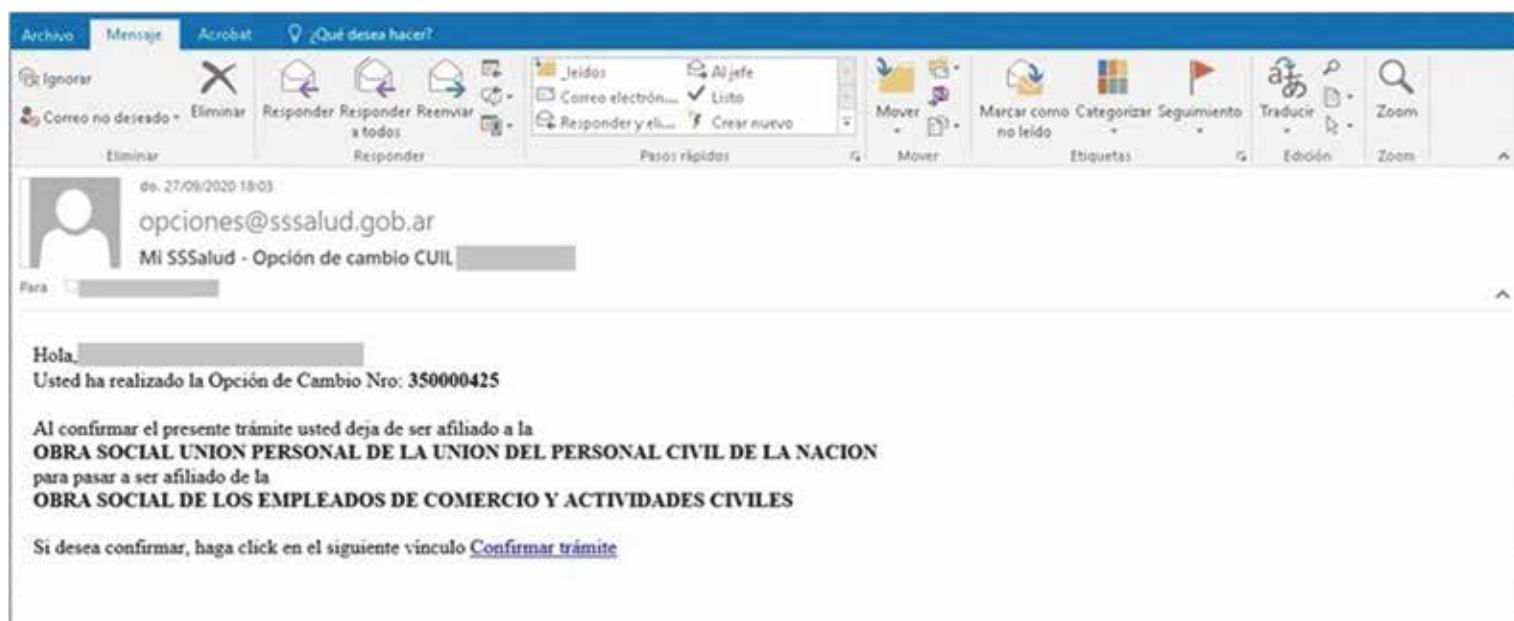 Archivo Mensaje Acrobat ¿Qué desea hacer?
Ignorar
Correo no deseado
Eliminar
Responder
Responder a todos
Reenviar
_leidos
Al jefe
Correo electrón...
Listo
Responder y eli...
Crear nuevo
Mover
Marcar como no leído
Categorizar
Seguimiento
Traducir
Zoom
Eliminar
Responder
Pasos rápidos
Mover
Etiquetas
Edición
Zoom
do. 27/09/2020 18:03
opciones@sssalud.gob.ar
Mi SSSalud - Opción de cambio CUIL
Para
Hola,
Usted ha realizado la Opción de Cambio Nro: 350000425
Al confirmar el presente trámite usted deja de ser afiliado a la
OBRA SOCIAL UNION PERSONAL DE LA UNION DEL PERSONAL CIVIL DE LA NACION
para pasar a ser afiliado de la
OBRA SOCIAL DE LOS EMPLEADOS DE COMERCIO Y ACTIVIDADES CIVILES
Si desea confirmar, haga click en el siguiente vínculo Confirmar trámite